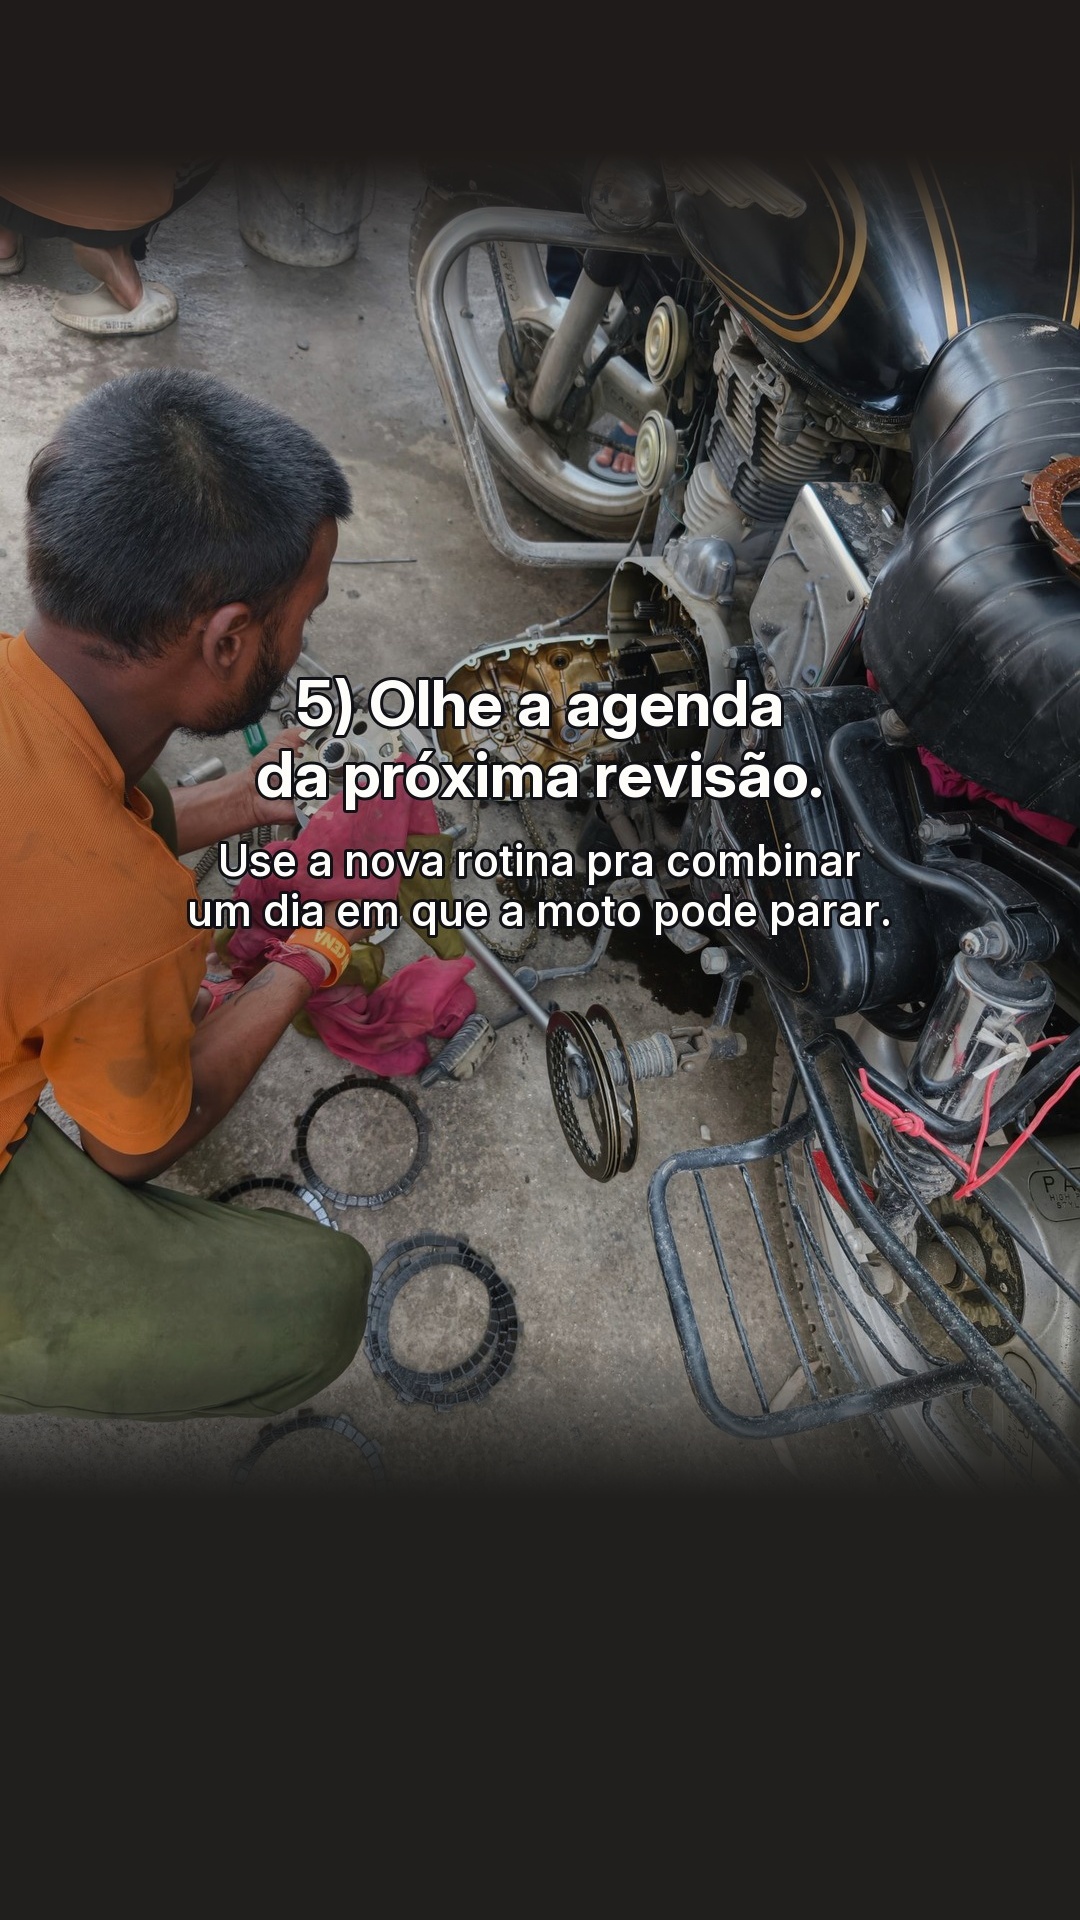 5) Olhe a agenda
da próxima revisão.
Use a nova rotina pra combinar
um dia em que a moto pode parar.